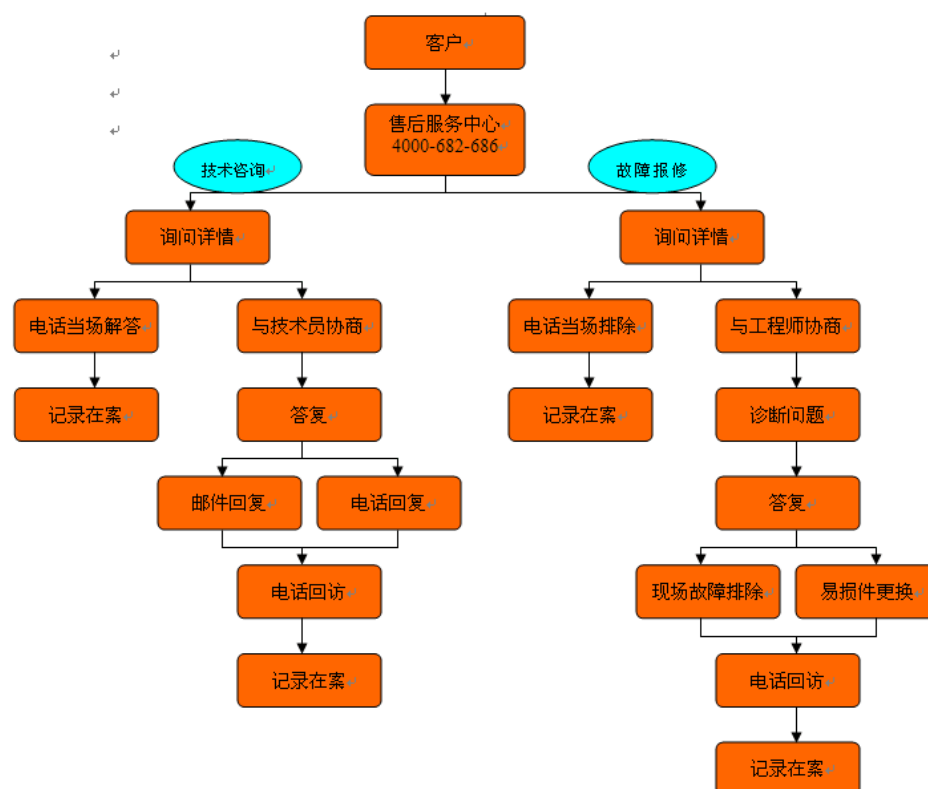 客户
售后服务中心
4000-682-686
技术咨询
故障报修
询问详情
询问详情
电话当场解答
与技术员协商
电话当场排除
与工程师协商
记录在案
答复
记录在案
诊断问题
邮件回复
电话回复
答复
电话回访
现场故障排除
易损件更换
记录在案
电话回访
记录在案